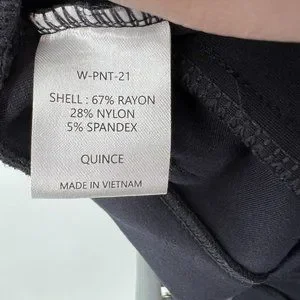 W-PNT-21
SHELL : 67% RAYON
28% NYLON
5% SPANDEX
QUINCE
MADE IN VIETNAM